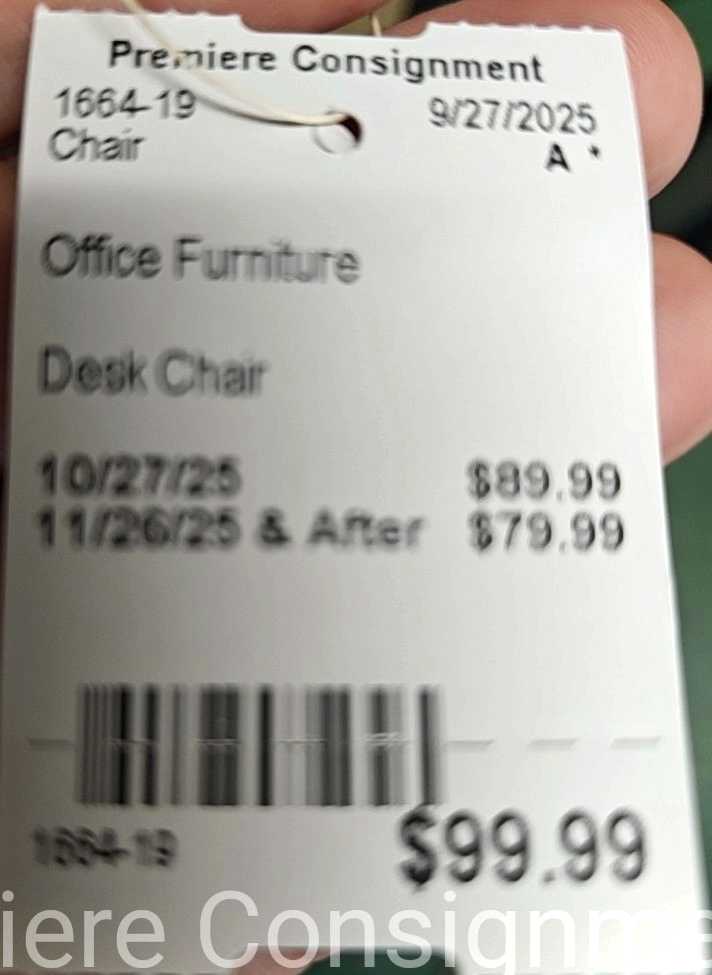 Premiere Consignment
1664-19 9/27/2025
Chair A *
Office Furniture
Desk Chair
10/27/25 $89.99
11/26/25 & After $79.99
1664-19 $99.99
iere Consignme